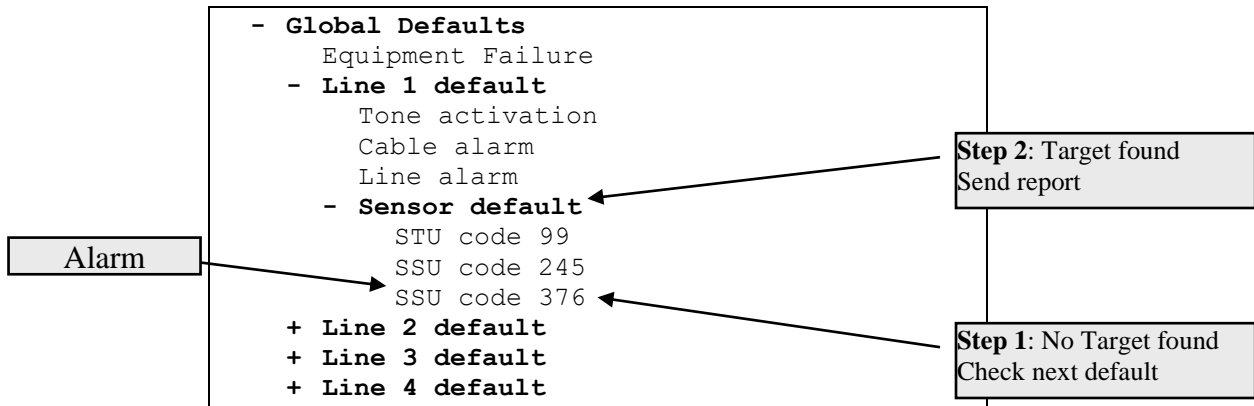 - Global Defaults
Equipment Failure
- Line 1 default
Tone activation
Cable alarm
Line alarm
- Sensor default
STU code 99
SSU code 245
SSU code 376
+ Line 2 default
+ Line 3 default
+ Line 4 default
Alarm
Step 2: Target found
Send report
Step 1: No Target found
Check next default